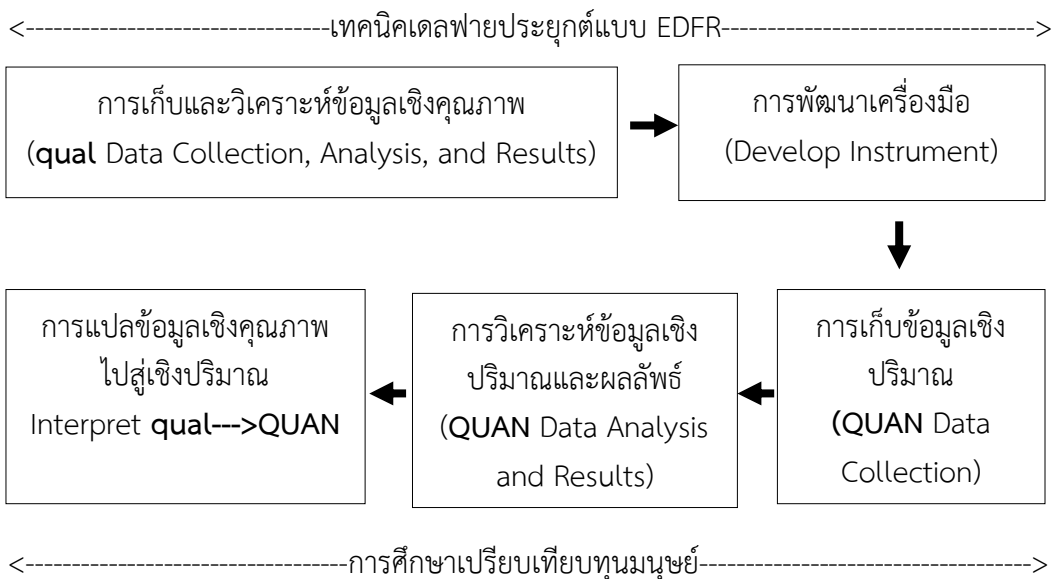 <---------------------------------เทคนิคเดลฟายประยุกต์แบบ EDFR---------------------------------->
การเก็บและวิเคราะห์ข้อมูลเชิงคุณภาพ
(qual Data Collection, Analysis, and Results)
การพัฒนาเครื่องมือ
(Develop Instrument)
การแปลข้อมูลเชิงคุณภาพ
ไปสู่เชิงปริมาณ
Interpret qual--->QUAN
การวิเคราะห์ข้อมูลเชิง
ปริมาณและผลลัพธ์
(QUAN Data Analysis
and Results)
การเก็บข้อมูลเชิง
ปริมาณ
(QUAN Data
Collection)
<-----------------------------------การศึกษาเปรียบเทียบทุนมนุษย์------------------------------------>